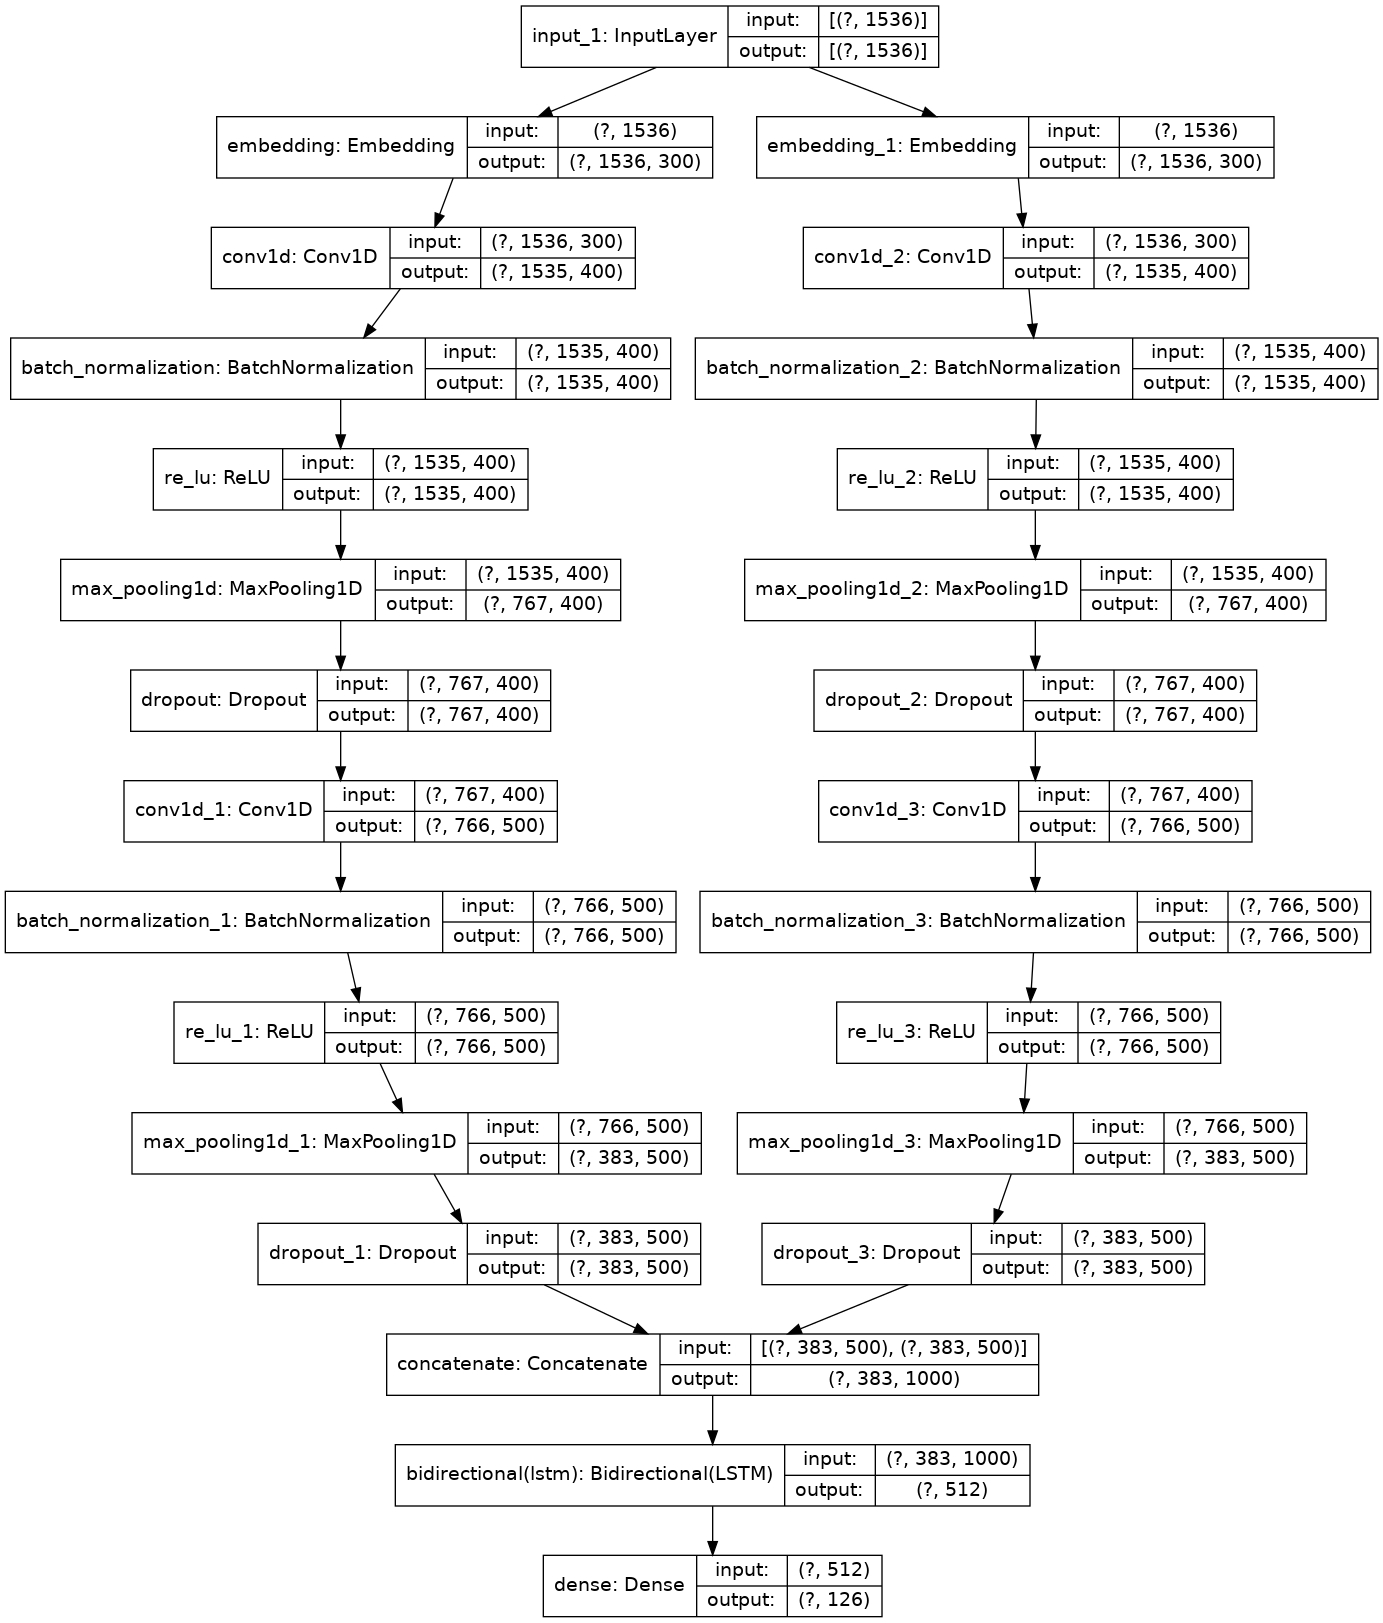 input_1: InputLayer
input: [(?, 1536)]
output: [(?, 1536)]
embedding: Embedding
input: (?, 1536)
output: (?, 1536, 300)
embedding_1: Embedding
input: (?, 1536)
output: (?, 1536, 300)
conv1d: Conv1D
input: (?, 1536, 300)
output: (?, 1535, 400)
conv1d_2: Conv1D
input: (?, 1536, 300)
output: (?, 1535, 400)
batch_normalization: BatchNormalization
input: (?, 1535, 400)
output: (?, 1535, 400)
batch_normalization_2: BatchNormalization
input: (?, 1535, 400)
output: (?, 1535, 400)
re_lu: ReLU
input: (?, 1535, 400)
output: (?, 1535, 400)
re_lu_2: ReLU
input: (?, 1535, 400)
output: (?, 1535, 400)
max_pooling1d: MaxPooling1D
input: (?, 1535, 400)
output: (?, 767, 400)
max_pooling1d_2: MaxPooling1D
input: (?, 1535, 400)
output: (?, 767, 400)
dropout: Dropout
input: (?, 767, 400)
output: (?, 767, 400)
dropout_2: Dropout
input: (?, 767, 400)
output: (?, 767, 400)
conv1d_1: Conv1D
input: (?, 767, 400)
output: (?, 766, 500)
conv1d_3: Conv1D
input: (?, 767, 400)
output: (?, 766, 500)
batch_normalization_1: BatchNormalization
input: (?, 766, 500)
output: (?, 766, 500)
batch_normalization_3: BatchNormalization
input: (?, 766, 500)
output: (?, 766, 500)
re_lu_1: ReLU
input: (?, 766, 500)
output: (?, 766, 500)
re_lu_3: ReLU
input: (?, 766, 500)
output: (?, 766, 500)
max_pooling1d_1: MaxPooling1D
input: (?, 766, 500)
output: (?, 383, 500)
max_pooling1d_3: MaxPooling1D
input: (?, 766, 500)
output: (?, 383, 500)
dropout_1: Dropout
input: (?, 383, 500)
output: (?, 383, 500)
dropout_3: Dropout
input: (?, 383, 500)
output: (?, 383, 500)
concatenate: Concatenate
input: [(?, 383, 500), (?, 383, 500)]
output: (?, 383, 1000)
bidirectional(lstm): Bidirectional(LSTM)
input: (?, 383, 1000)
output: (?, 512)
dense: Dense
input: (?, 512)
output: (?, 126)